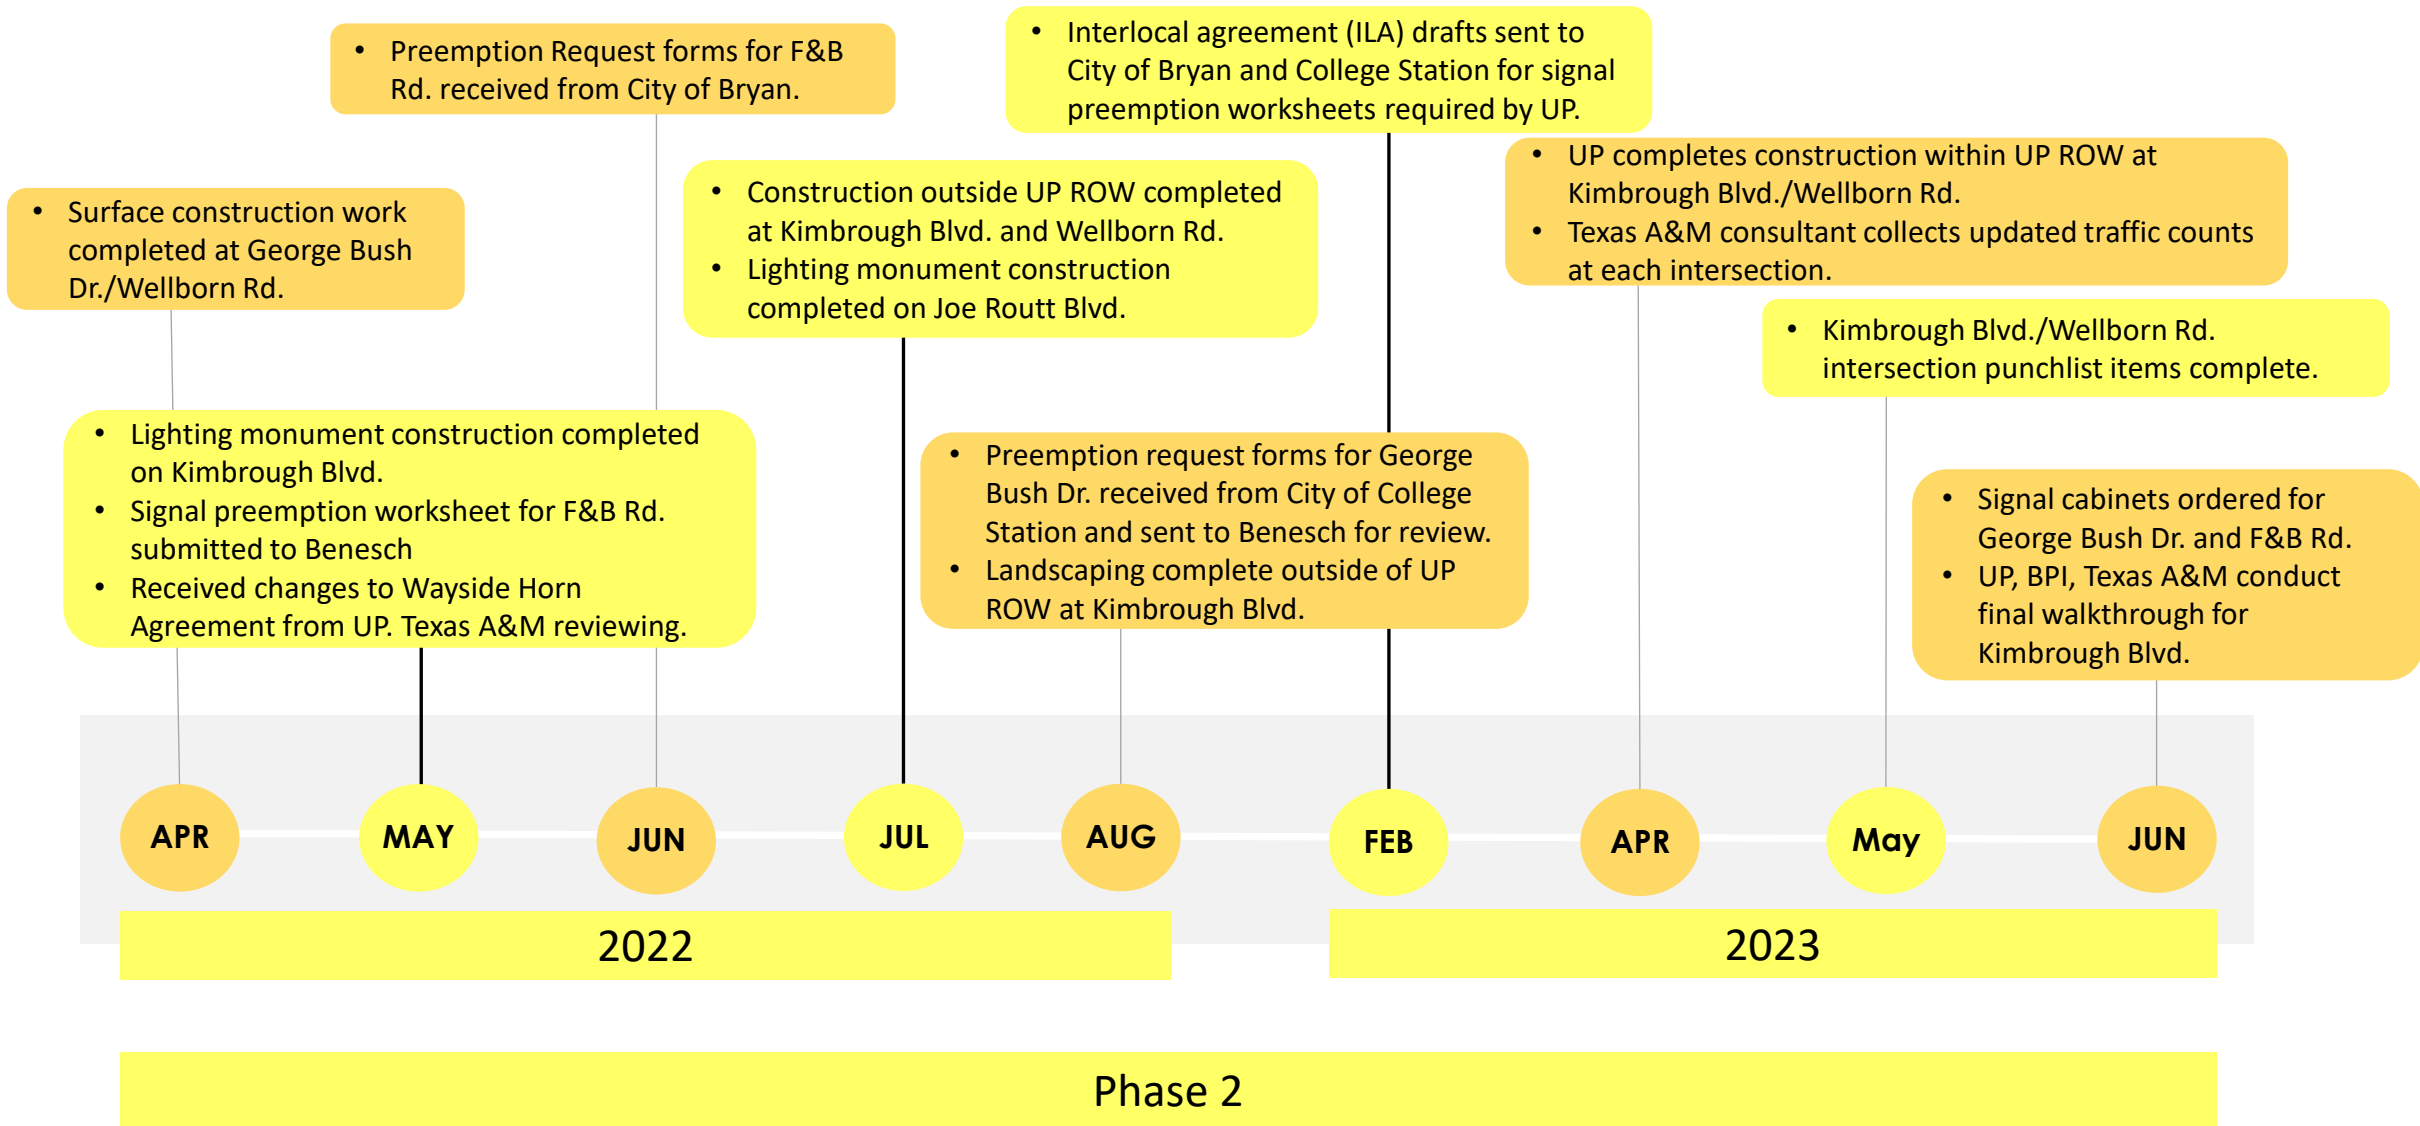 • Preemption Request forms for F&B
Rd. received from City of Bryan.
• Interlocal agreement (ILA) drafts sent to
City of Bryan and College Station for signal
preemption worksheets required by UP.
• Surface construction work
completed at George Bush
Dr./Wellborn Rd.
• Construction outside UP ROW completed
at Kimbrough Blvd. and Wellborn Rd.
• Lighting monument construction
completed on Joe Routt Blvd.
• UP completes construction within UP ROW at
Kimbrough Blvd./Wellborn Rd.
• Texas A&M consultant collects updated traffic counts
at each intersection.
• Kimbrough Blvd./Wellborn Rd.
intersection punchlist items complete.
• Lighting monument construction completed
on Kimbrough Blvd.
• Signal preemption worksheet for F&B Rd.
submitted to Benesch
• Received changes to Wayside Horn
Agreement from UP. Texas A&M reviewing.
• Preemption request forms for George
Bush Dr. received from City of College
Station and sent to Benesch for review.
• Landscaping complete outside of UP
ROW at Kimbrough Blvd.
• Signal cabinets ordered for
George Bush Dr. and F&B Rd.
• UP, BPI, Texas A&M conduct
final walkthrough for
Kimbrough Blvd.
APR
MAY
JUN
JUL
AUG
FEB
APR
May
JUN
2022
2023
Phase 2